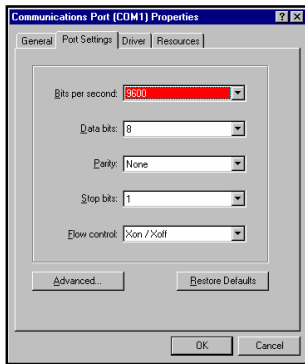 Communications Port (COM1) Properties
General Port Settings Driver Resources
Bits per second: 9600
Data bits: 8
Parity: None
Stop bits: 1
Flow control: Xon / Xoff
Advanced... Restore Defaults
OK Cancel